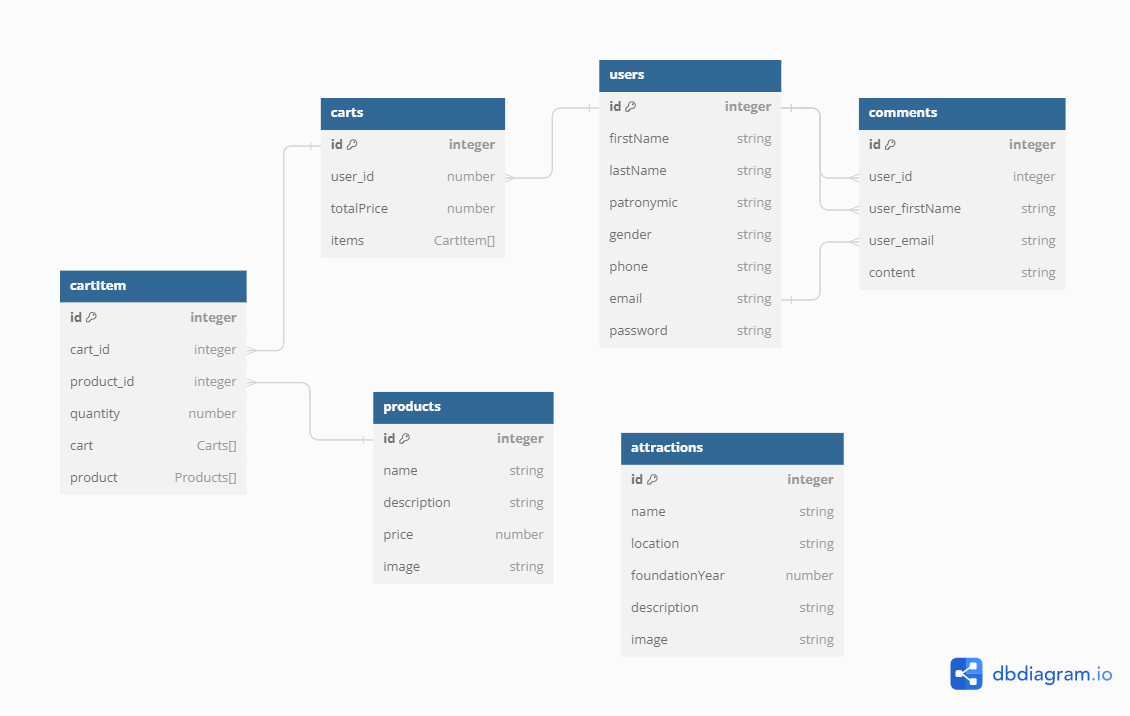 users
id integer
firstName string
lastName string
patronymic string
gender string
phone string
email string
password string
carts
id integer
user_id number
totalPrice number
items CartItem[]
comments
id integer
user_id integer
user_firstName string
user_email string
content string
cartItem
id integer
cart_id integer
product_id integer
quantity number
cart Carts[]
product Products[]
products
id integer
name string
description string
price number
image string
attractions
id integer
name string
location string
foundationYear number
description string
image string
dbdiagram.io